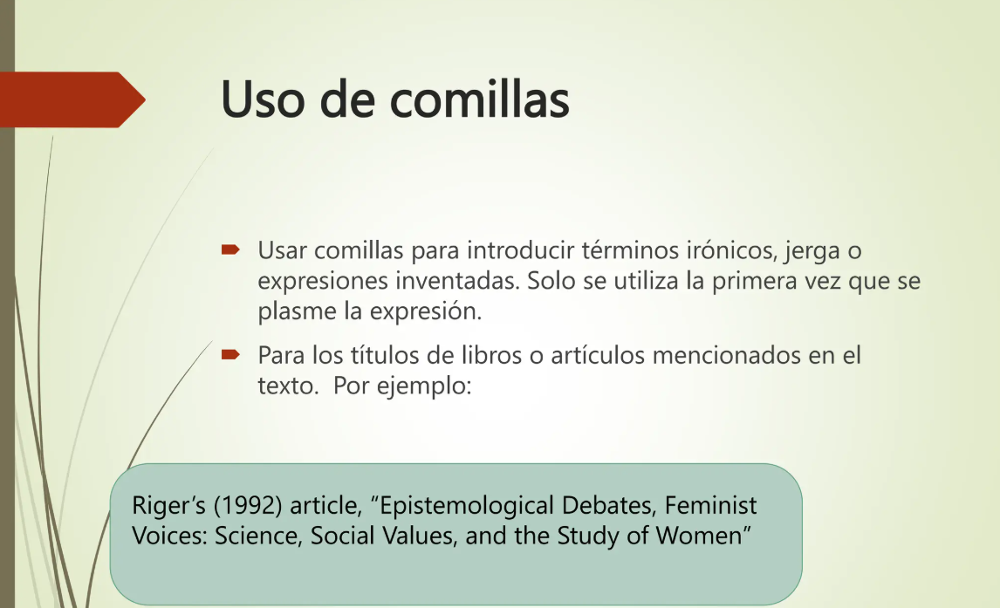 Uso de comillas
Usar comillas para introducir términos irónicos, jerga o
expresiones inventadas. Solo se utiliza la primera vez que se
plasme la expresión.
Para los títulos de libros o artículos mencionados en el
texto.  Por ejemplo:
Riger’s (1992) article, “Epistemological Debates, Feminist
Voices: Science, Social Values, and the Study of Women”